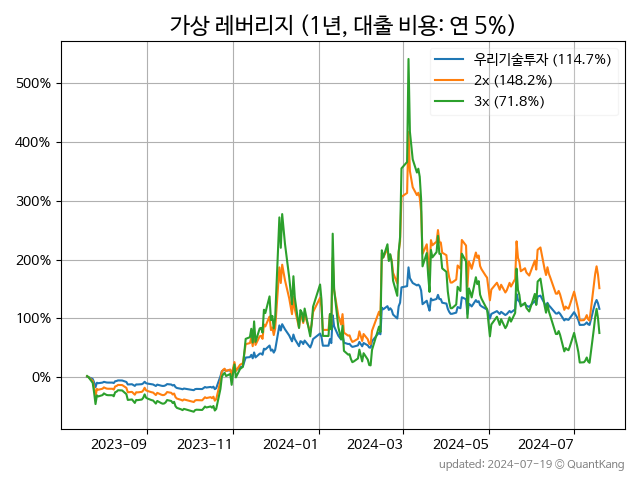 가상 레버리지 (1년, 대출 비용: 연 5%)
우리기술투자 (114.7%)
2x (148.2%)
3x (71.8%)
500%
400%
300%
200%
100%
0%
2023-09 2023-11 2024-01 2024-03 2024-05 2024-07
updated: 2024-07-19 © QuantKang